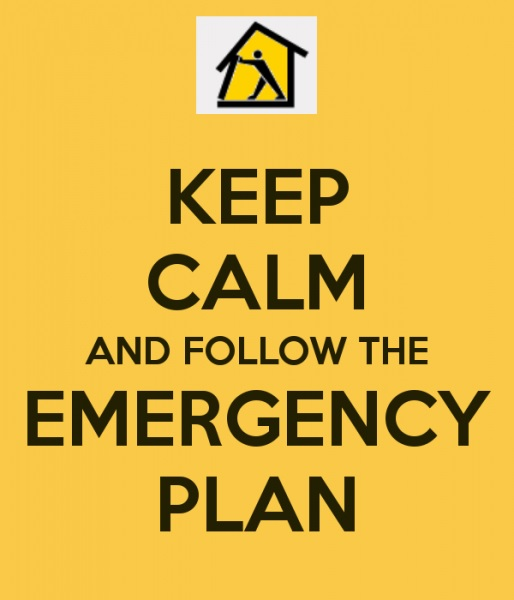 KEEP
CALM
AND FOLLOW THE
EMERGENCY
PLAN